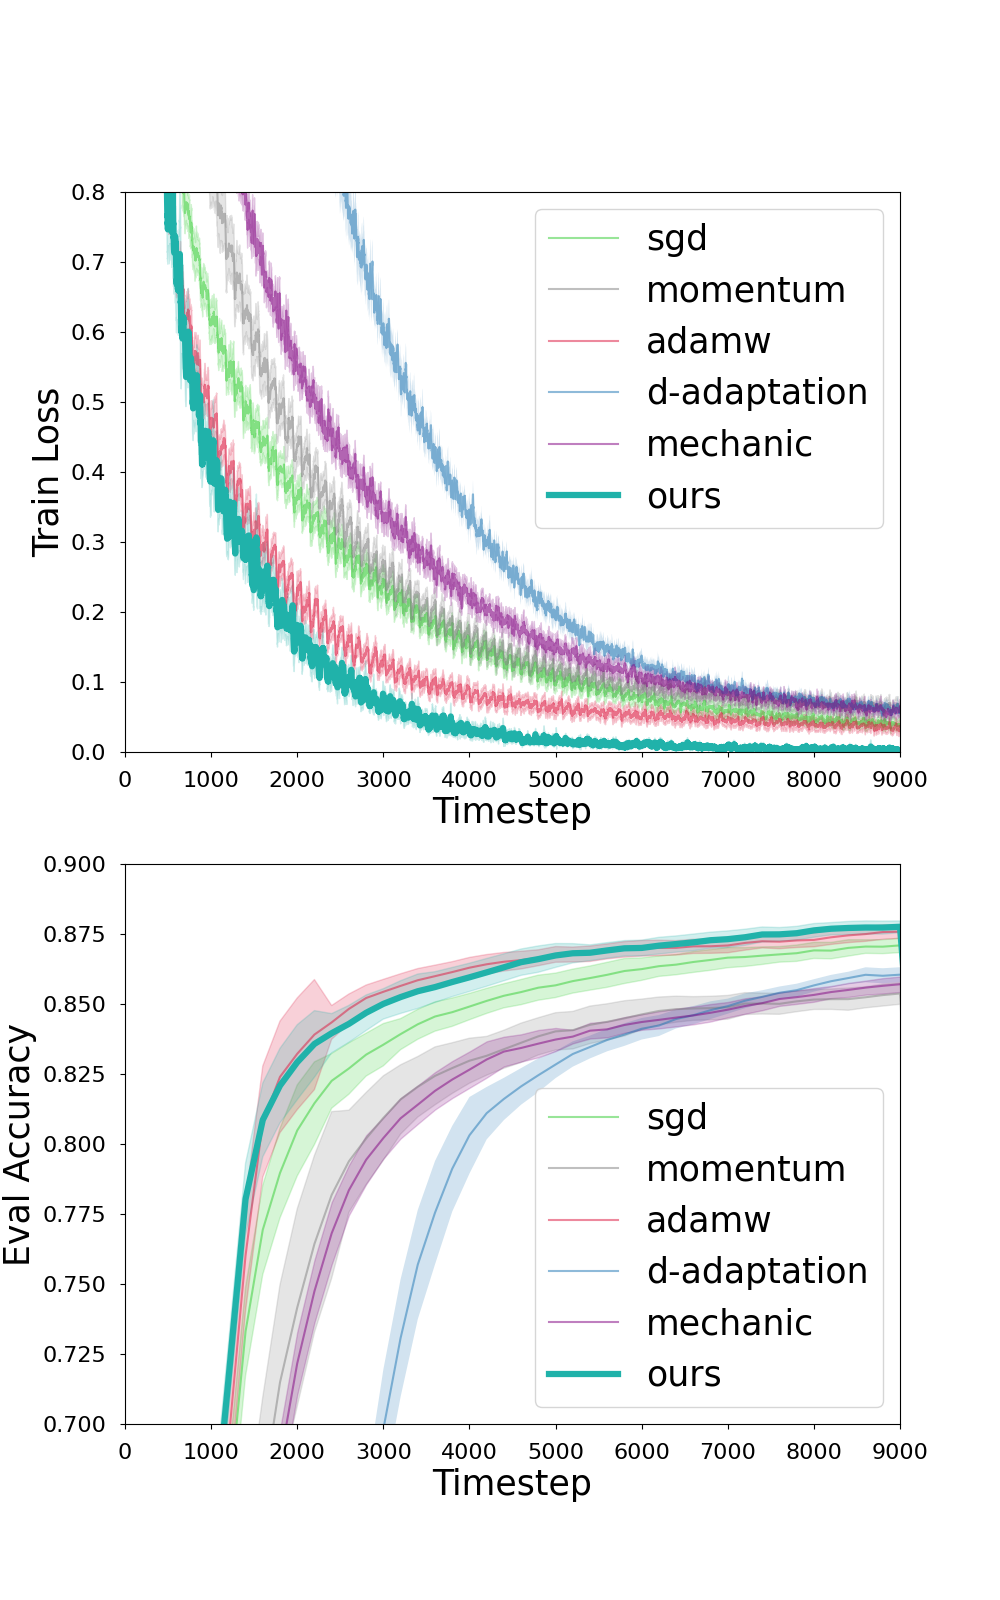 0.8
0.7
0.6
0.5
0.4
0.3
0.2
0.1
0.0
Train Loss
sgd
momentum
adamw
d-adaptation
mechanic
ours
0 1000 2000 3000 4000 5000 6000 7000 8000 9000
Timestep
0.900
0.875
0.850
0.825
0.800
0.775
0.750
0.725
0.700
Eval Accuracy
sgd
momentum
adamw
d-adaptation
mechanic
ours
0 1000 2000 3000 4000 5000 6000 7000 8000 9000
Timestep